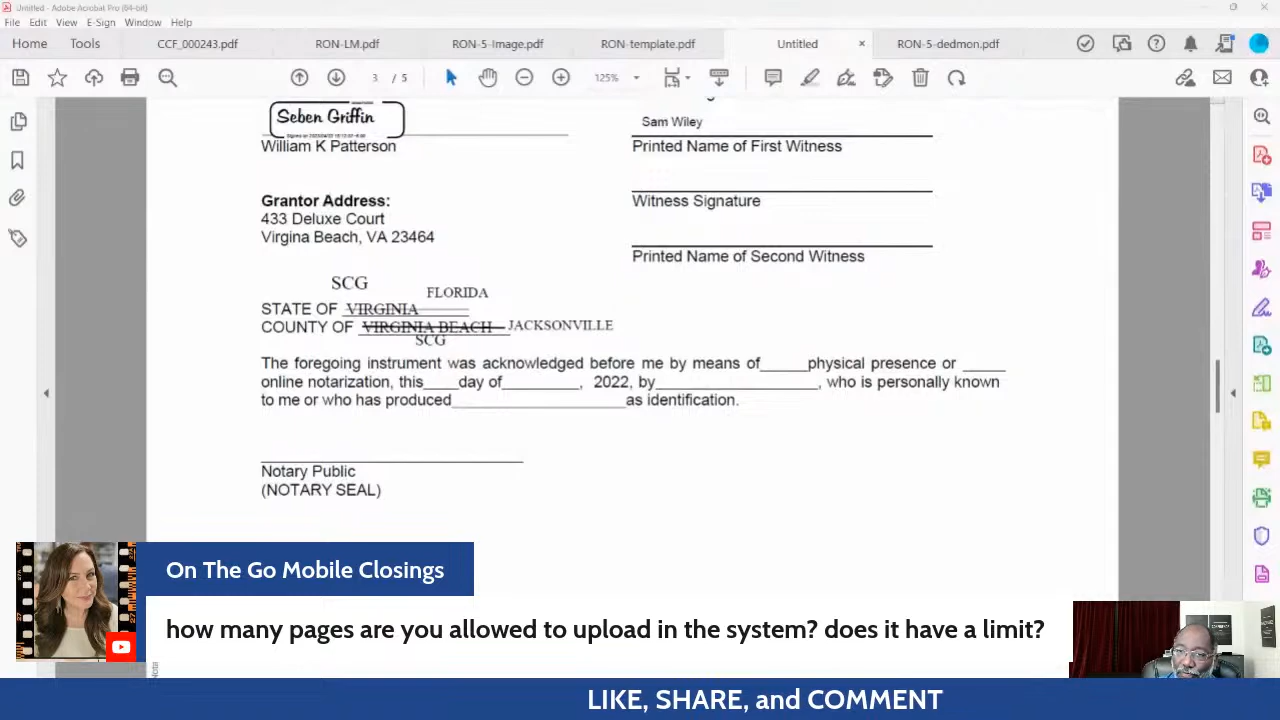 Untitled - Adobe Acrobat Pro (64-bit)
File Edit View E-Sign Window Help
Home Tools CCF_000243.pdf RON-LM.pdf RON-5-Image.pdf RON-template.pdf Untitled × RON-5-dedmon.pdf
3 / 5 125%
Seben Griffin
William K Patterson
Sam Wiley
Printed Name of First Witness
Witness Signature
Printed Name of Second Witness
Grantor Address:
433 Deluxe Court
Virgina Beach, VA 23464
SCG
FLORIDA
STATE OF VIRGINIA
COUNTY OF VIRGINIA BEACH JACKSONVILLE
SCG
The foregoing instrument was acknowledged before me by means of_____physical presence or _____
online notarization, this____day of________, 2022, by_________________, who is personally known
to me or who has produced____________________as identification.
Notary Public
(NOTARY SEAL)
On The Go Mobile Closings
how many pages are you allowed to upload in the system? does it have a limit?
LIKE, SHARE, and COMMENT